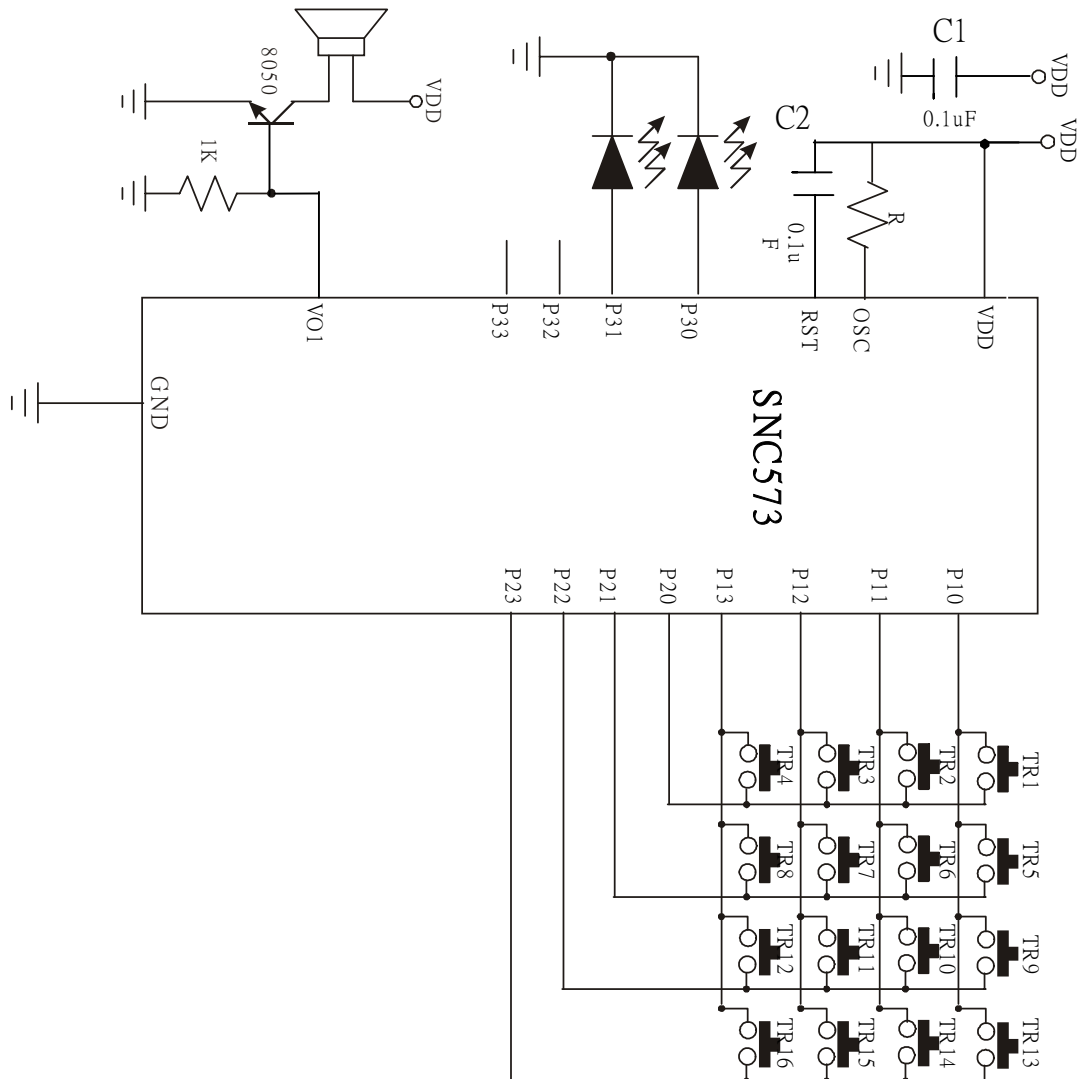 C1
VDD
0.1uF
VDD
8050
VDD
C2
1K
R
0.1u
F
VO1
P33
P32
P31
P30
RST
OSC
VDD
GND
SNC573
P23
P22
P21
P20
P13
P12
P11
P10
TR4
TR3
TR2
TR1
TR8
TR7
TR6
TR5
TR12
TR11
TR10
TR9
TR16
TR15
TR14
TR13